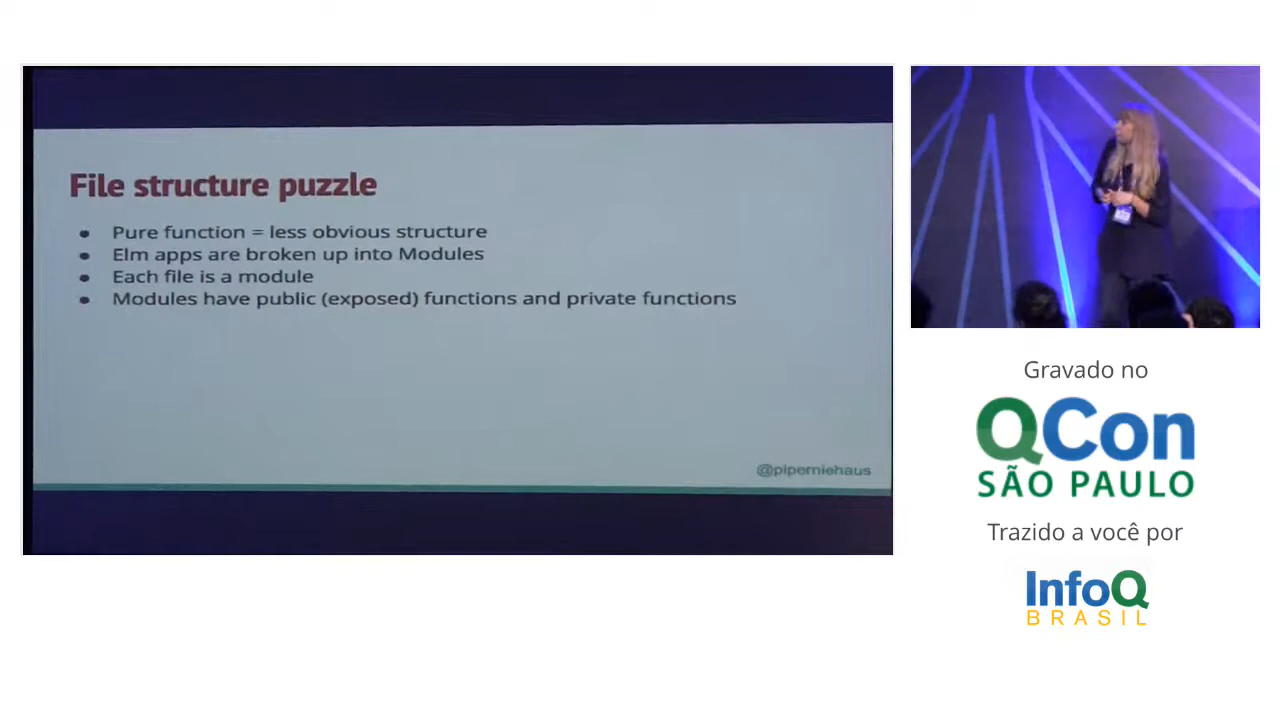 File structure puzzle
Pure function = less obvious structure
Elm apps are broken up into Modules
Each file is a module
Modules have public (exposed) functions and private functions
@piperniehaus
Gravado no
QCon
SÃO PAULO
Trazido a você por
InfoQ
BRASIL